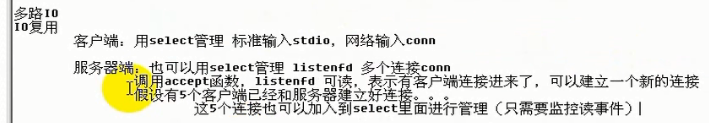 多路IO
IO复用
客户端：用select管理 标准输入stdio，网络输入conn
服务器端：也可以用select管理 listenfd 多个连接conn
调用accept函数，listenfd 可读，表示有客户端连接进来了，可以建立一个新的连接
假设有5个客户端已经和服务器建立好连接。。。
这5个连接也可以加入到select里面进行管理（只需要监控读事件）